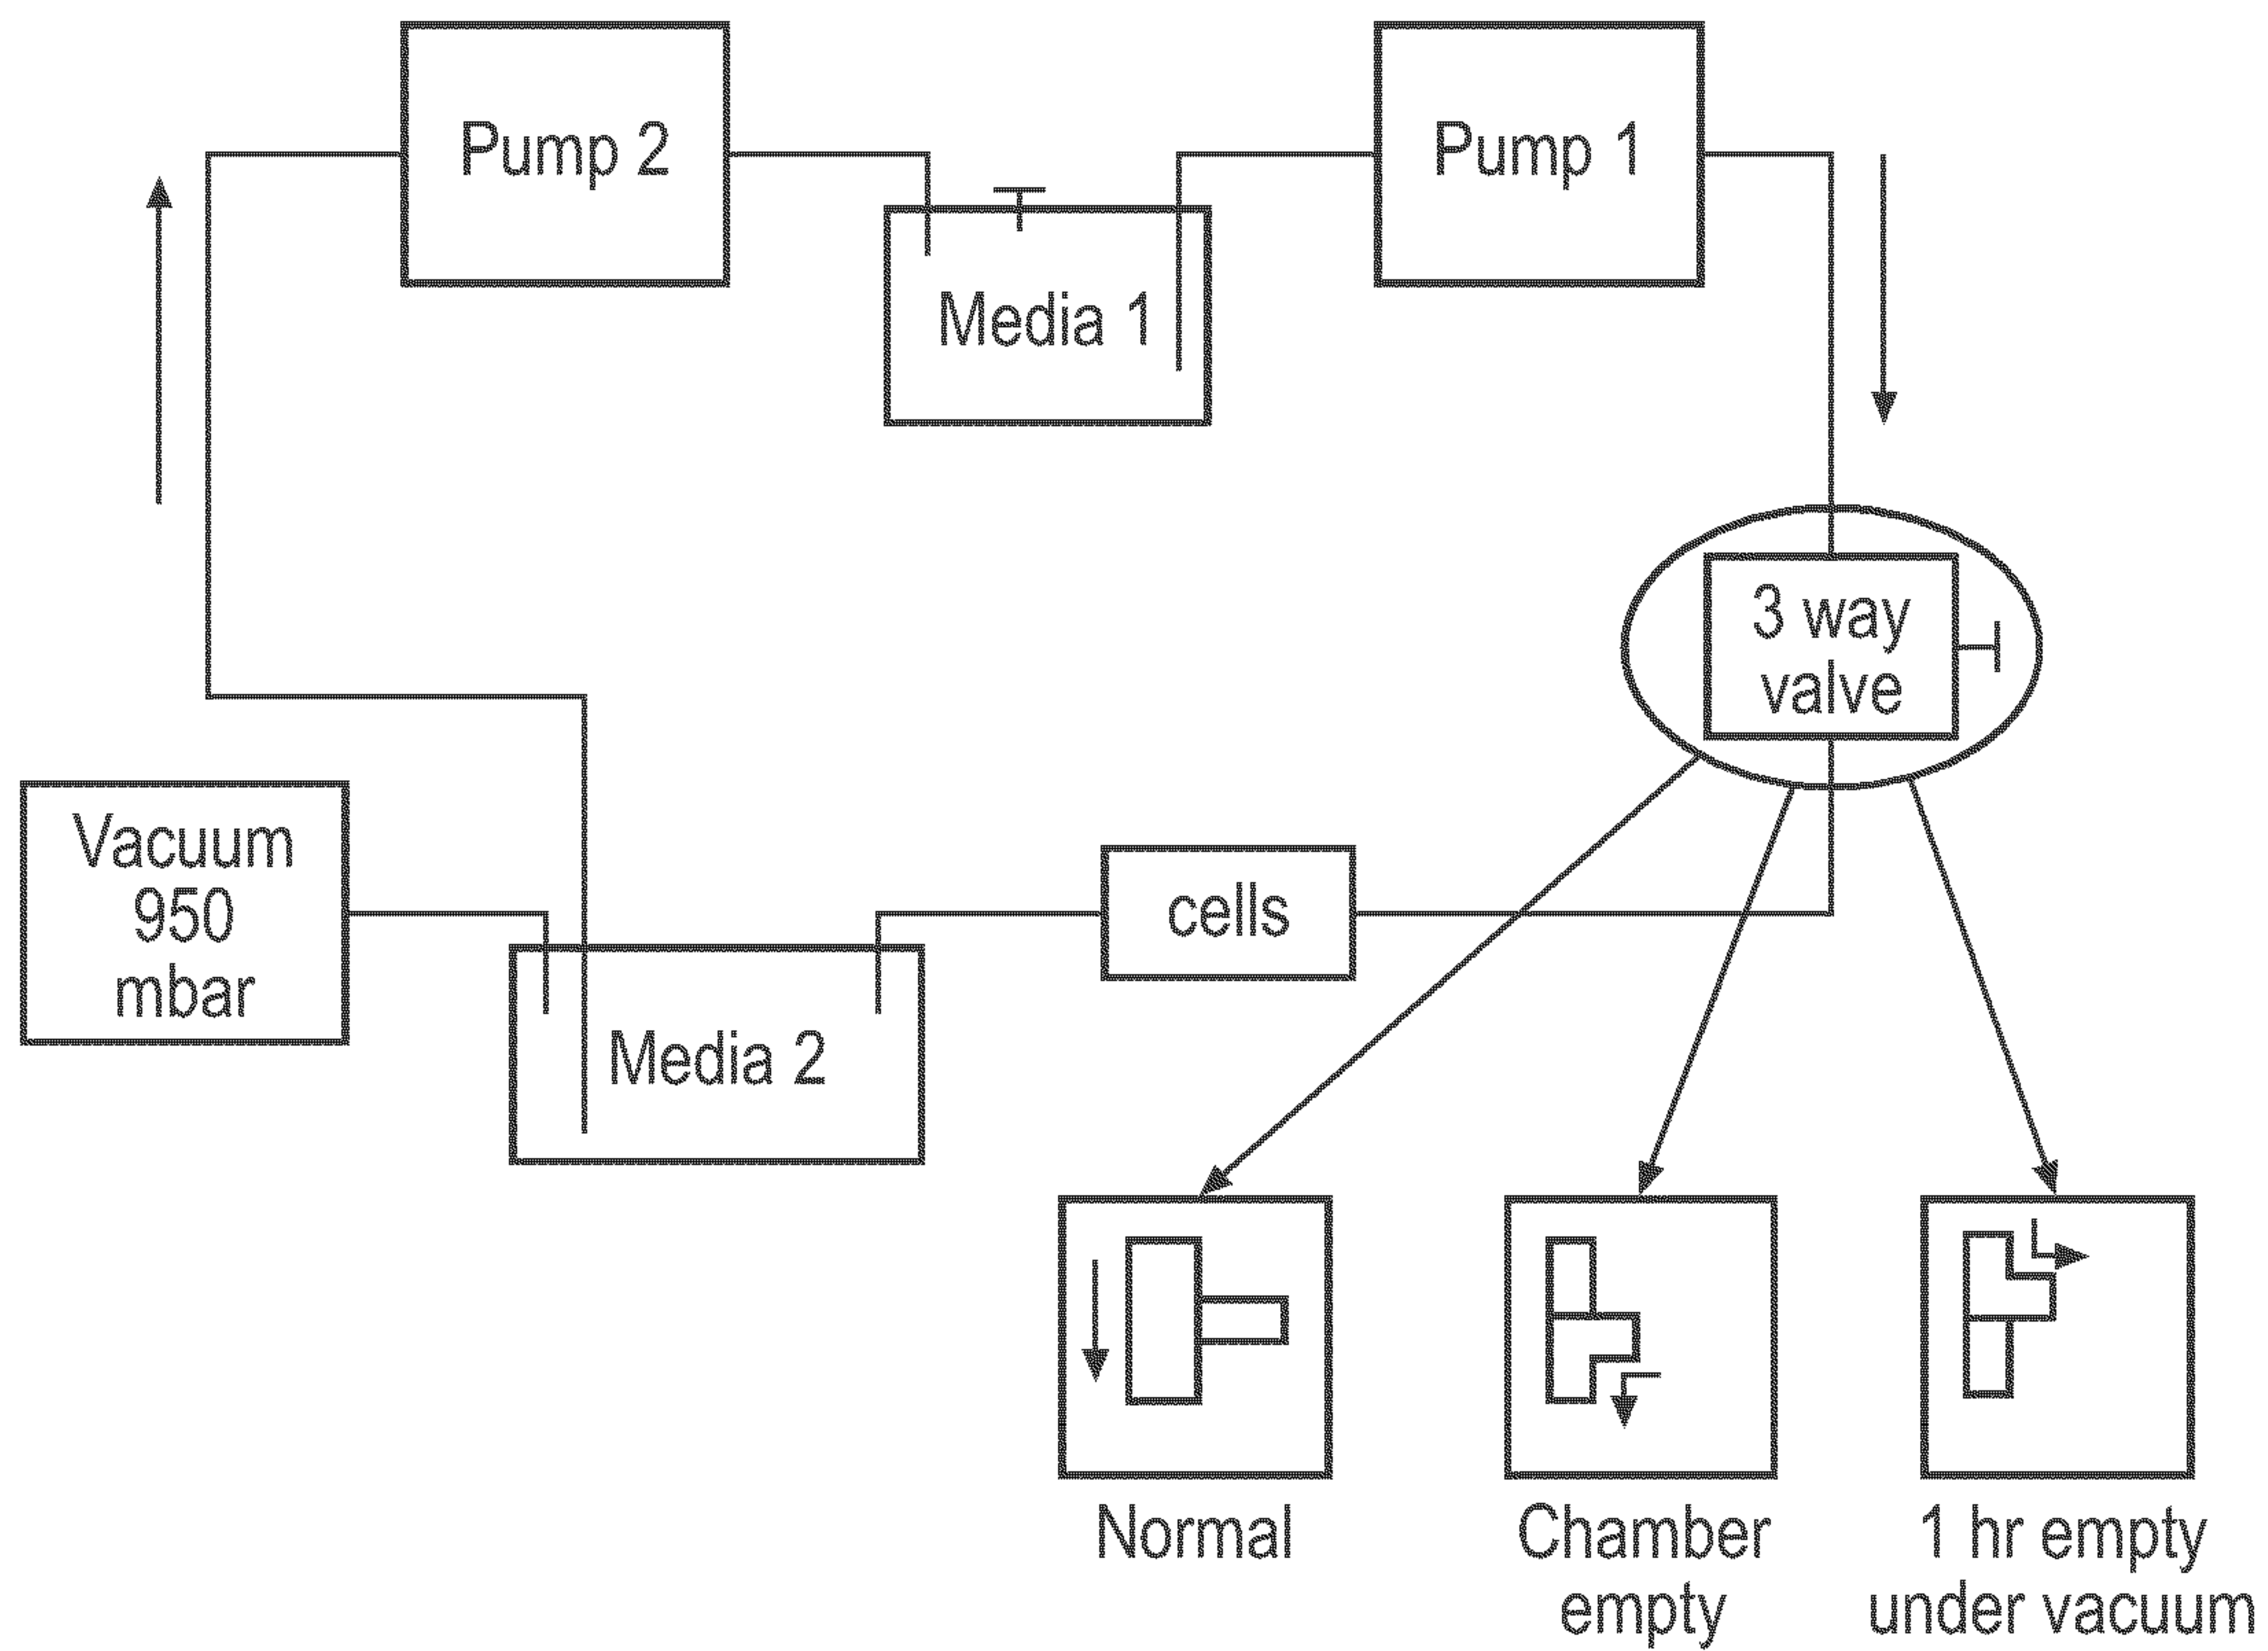 Pump 2
Pump 1
Media 1
3 way
valve
Vacuum
950
mbar
cells
Media 2
Normal
Chamber
empty
1 hr empty
under vacuum